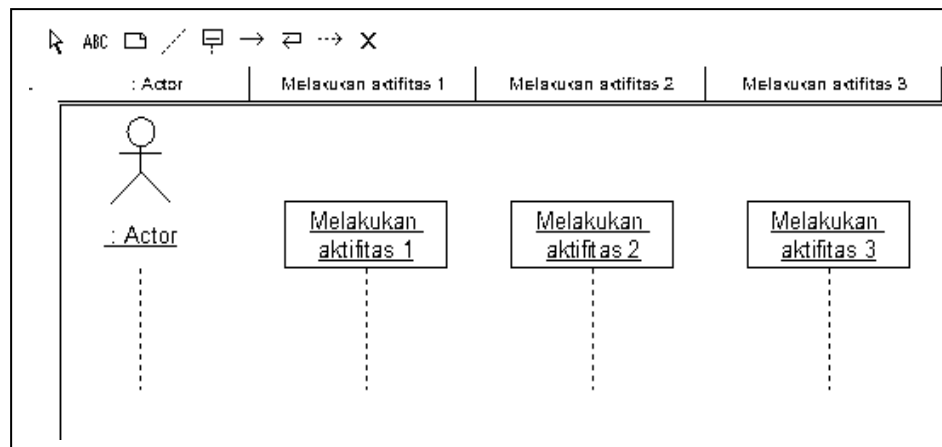 ABC
: Actor
Melakukan aktifitas 1
Melakukan aktifitas 2
Melakukan aktifitas 3
: Actor
Melakukan
aktifitas 1
Melakukan
aktifitas 2
Melakukan
aktifitas 3